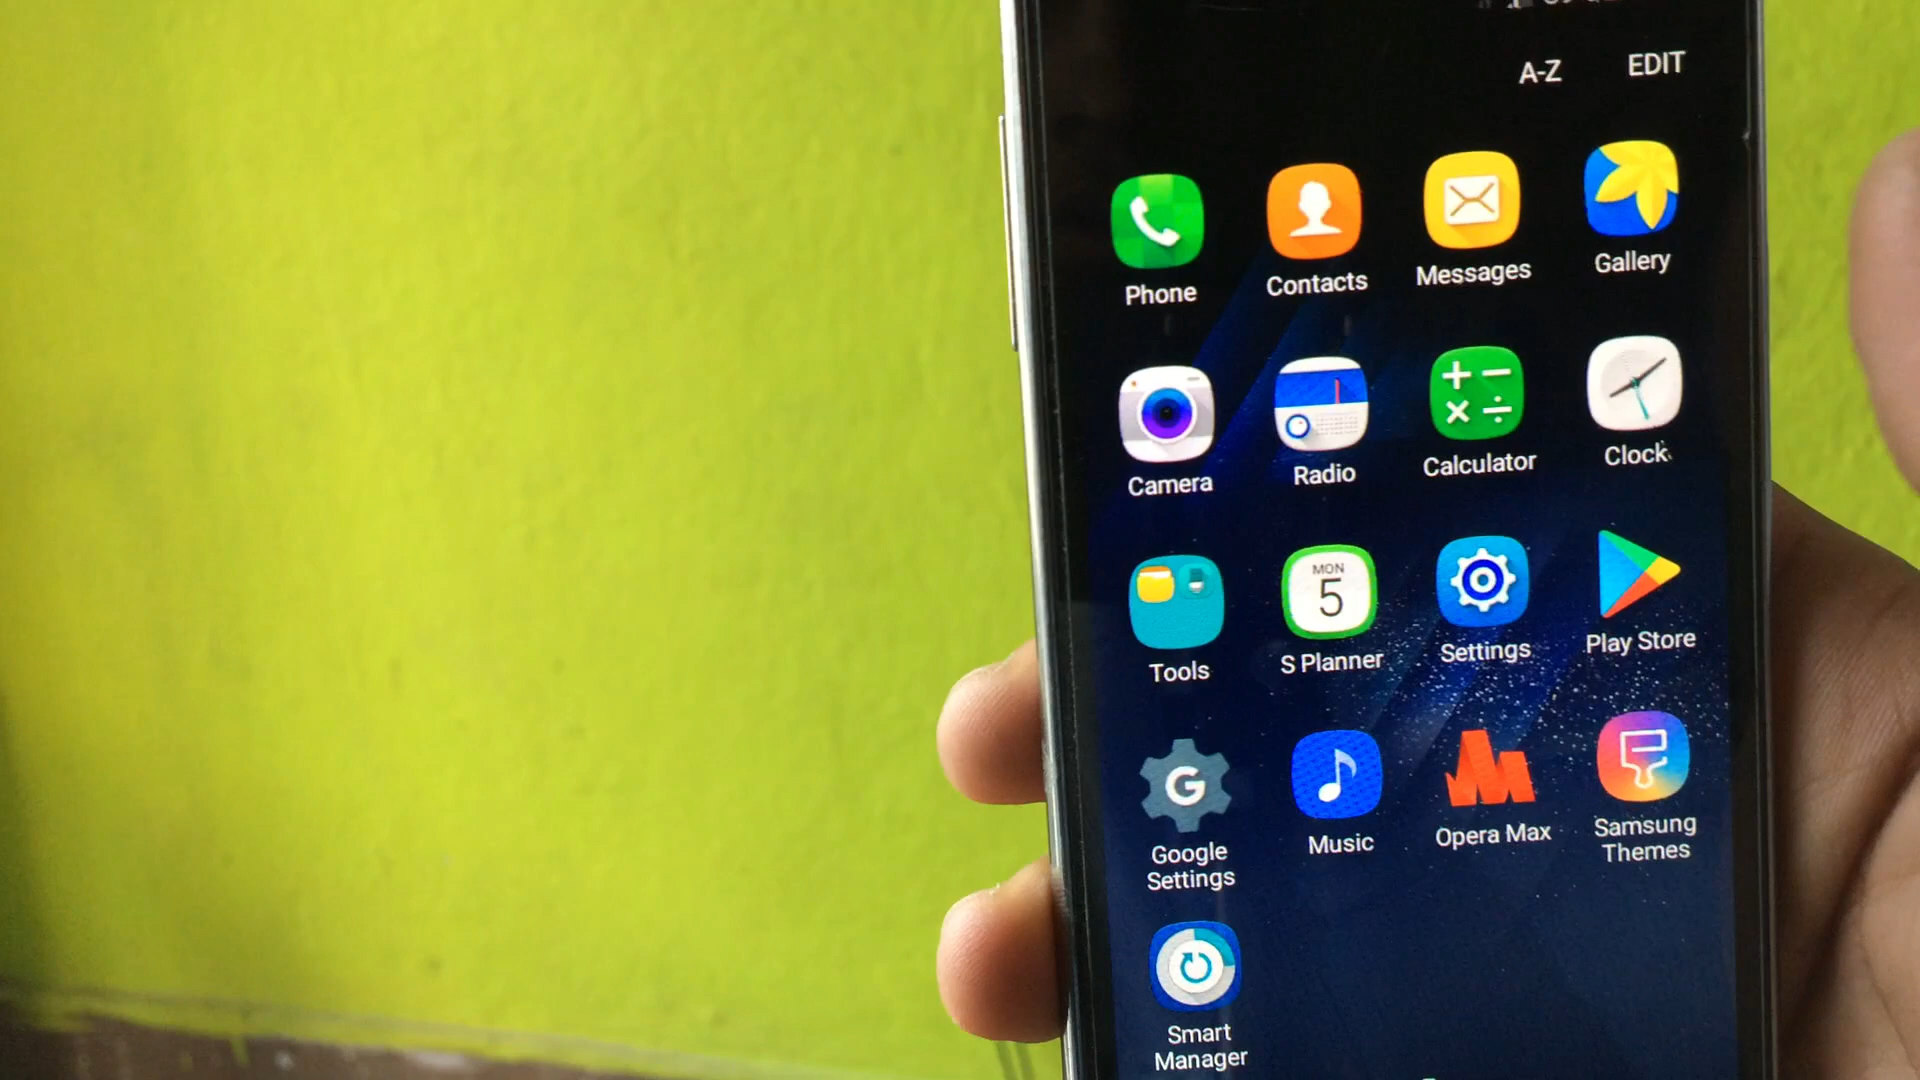 A-Z EDIT
Phone Contacts Messages Gallery
Camera Radio Calculator Clock
MON
5
Tools S Planner Settings Play Store
G
Google
Settings
Music Opera Max Samsung
Themes
Smart
Manager